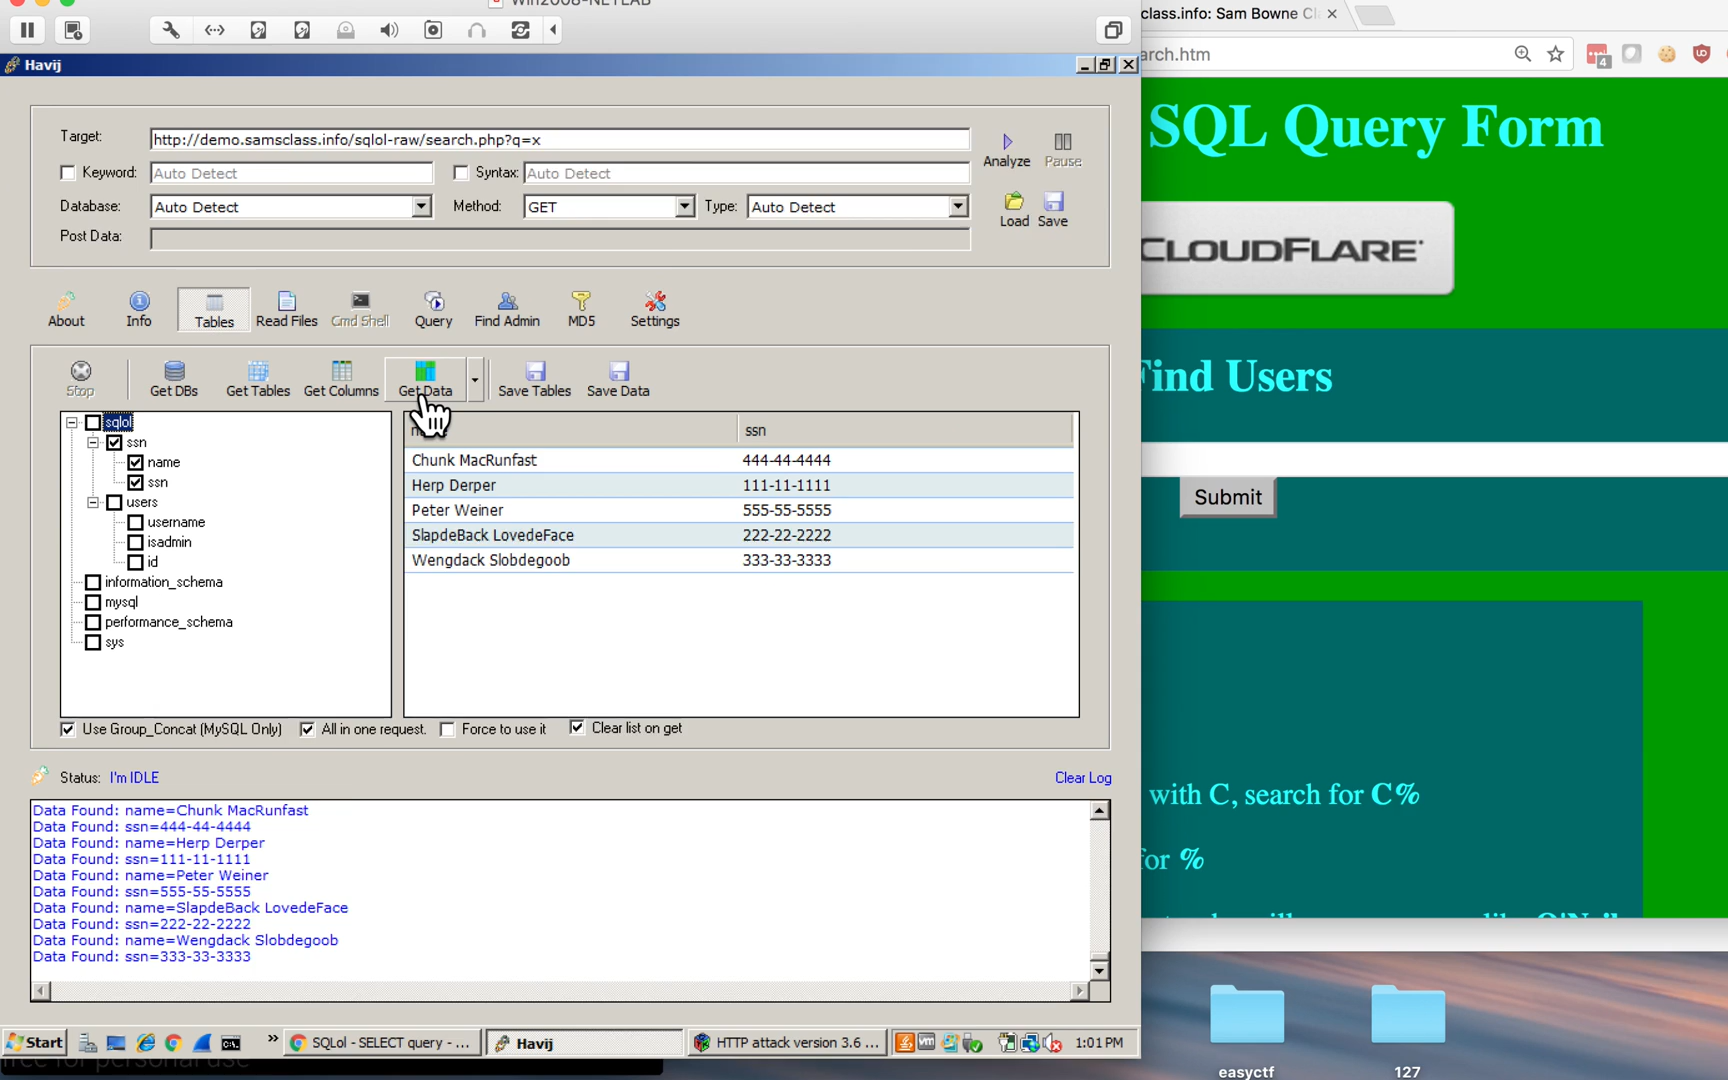 Win2008-NETLAB
class.info: Sam Bowne Cl
arch.htm
4
Havij
Target:
http://demo.samsclass.info/sqlol-raw/search.php?q=x
Analyze
Pause
Keyword:
Auto Detect
Syntax:
Auto Detect
Database:
Auto Detect
Method:
GET
Type:
Auto Detect
Load
Save
Post Data:
About
Info
Tables
Read Files
Cmd Shell
Query
Find Admin
MD5
Settings
Stop
Get DBs
Get Tables
Get Columns
Get Data
Save Tables
Save Data
sqlol
ssn
name
ssn
users
username
isadmin
id
information_schema
mysql
performance_schema
sys
ssn
Chunk MacRunfast 444-44-4444
Herp Derper 111-11-1111
Peter Weiner 555-55-5555
SlapdeBack LovedeFace 222-22-2222
Wengdack Slobdegoob 333-33-3333
Use Group_Concat (MySQL Only)
All in one request.
Force to use it
Clear list on get
Status: I'm IDLE
Clear Log
Data Found: name=Chunk MacRunfast
Data Found: ssn=444-44-4444
Data Found: name=Herp Derper
Data Found: ssn=111-11-1111
Data Found: name=Peter Weiner
Data Found: ssn=555-55-5555
Data Found: name=SlapdeBack LovedeFace
Data Found: ssn=222-22-2222
Data Found: name=Wengdack Slobdegoob
Data Found: ssn=333-33-3333
Start
SQLol - SELECT query - ...
Havij
HTTP attack version 3.6 ...
1:01 PM
free for personal use
SQL Query Form
CLOUDFLARE
Find Users
Submit
with C, search for C%
for %
easyctf
127